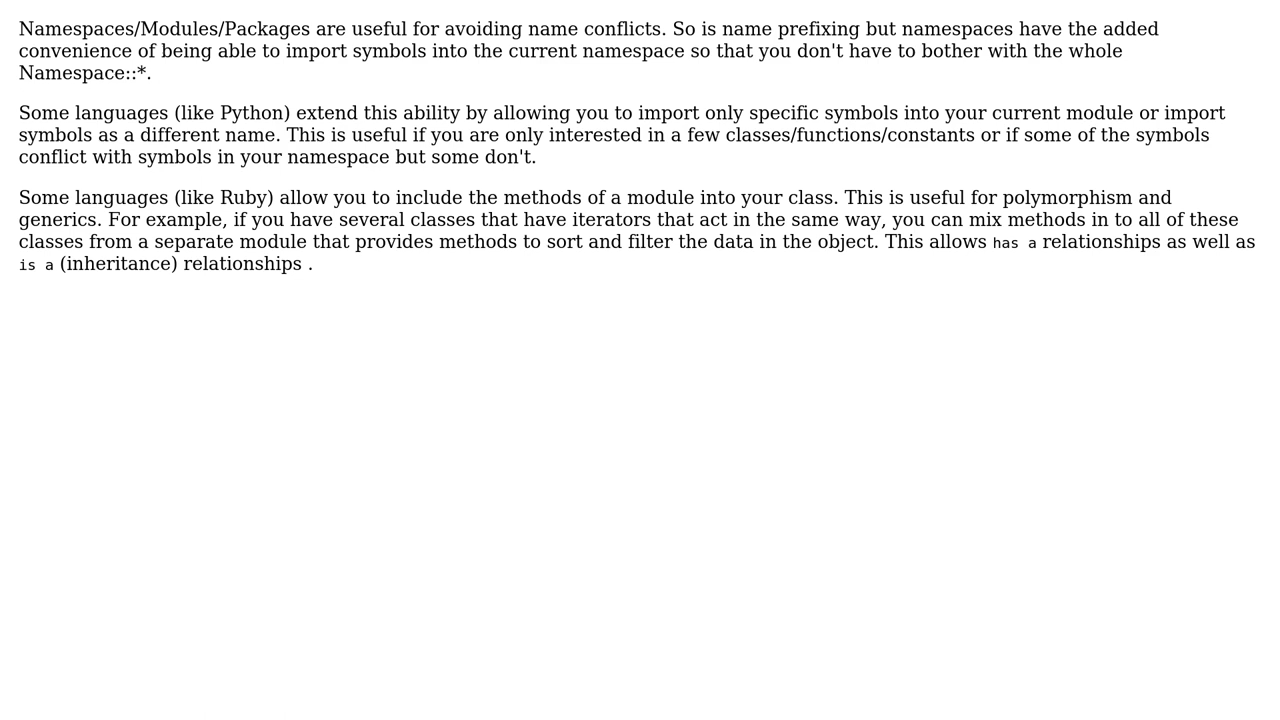 Namespaces/Modules/Packages are useful for avoiding name conflicts. So is name prefixing but namespaces have the added
convenience of being able to import symbols into the current namespace so that you don't have to bother with the whole
Namespace::*.
Some languages (like Python) extend this ability by allowing you to import only specific symbols into your current module or import
symbols as a different name. This is useful if you are only interested in a few classes/functions/constants or if some of the symbols
conflict with symbols in your namespace but some don't.
Some languages (like Ruby) allow you to include the methods of a module into your class. This is useful for polymorphism and
generics. For example, if you have several classes that have iterators that act in the same way, you can mix methods in to all of these
classes from a separate module that provides methods to sort and filter the data in the object. This allows has a relationships as well as
is a (inheritance) relationships .